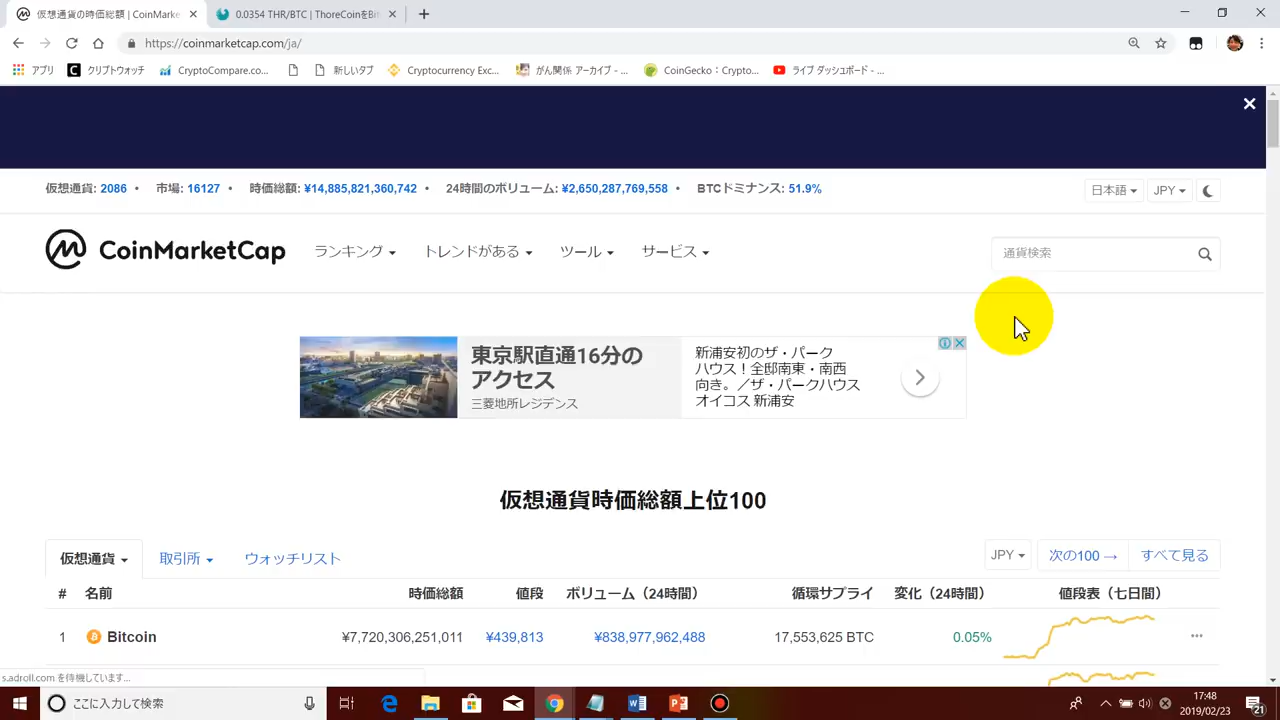 仮想通貨の時価総額 | CoinMarke
0.0354 THR/BTC | ThoreCoinをBit
https://coinmarketcap.com/ja/
アプリ
クリプトウォッチ
CryptoCompare.co...
新しいタブ
Cryptocurrency Exc...
がん関係 アーカイブ - ...
CoinGecko：Crypto...
ライブ ダッシュボード - ...
仮想通貨: 2086 • 市場: 16127 • 時価総額: ¥14,885,821,360,742 • 24時間のボリューム: ¥2,650,287,769,558 • BTCドミナンス: 51.9%
日本語
JPY
CoinMarketCap
ランキング
トレンドがある
ツール
サービス
通貨検索
東京駅直通16分の
アクセス
三菱地所レジデンス
新浦安初のザ・パーク
ハウス！全邸南東・南西
向き。／ザ・パークハウス
オイコス 新浦安
仮想通貨時価総額上位100
仮想通貨
取引所
ウォッチリスト
JPY
次の100 →
すべて見る
# 名前 時価総額 値段 ボリューム（24時間） 循環サプライ 変化（24時間） 値段表（七日間）
1 Bitcoin ¥7,720,306,251,011 ¥439,813 ¥838,977,962,488 17,553,625 BTC 0.05%
s.adroll.com を待機しています...
ここに入力して検索
17:48
2019/02/23
21